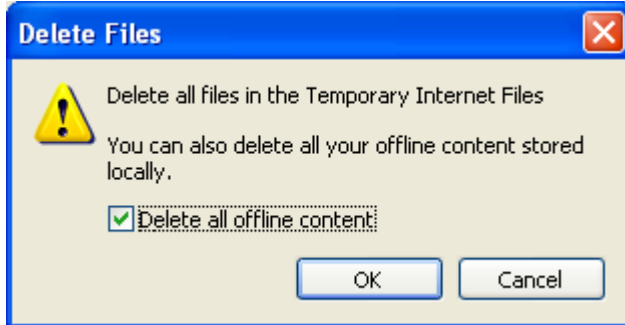 Delete Files
Delete all files in the Temporary Internet Files
You can also delete all your offline content stored
locally.
Delete all offline content
OK
Cancel